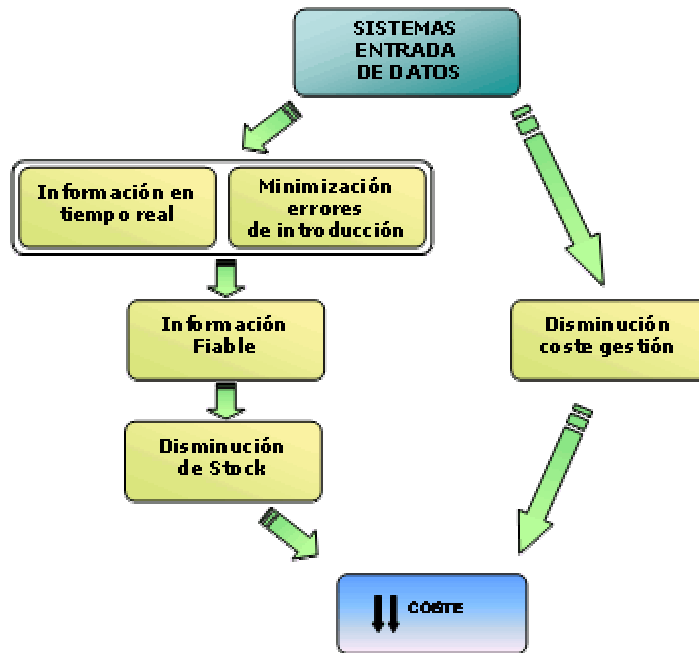 SISTEMAS
ENTRADA
DE DATOS
Información en
tiempo real
Minimización
errores
de introducción
Información
Fiable
Disminución
coste gestión
Disminución
de Stock
COSTE